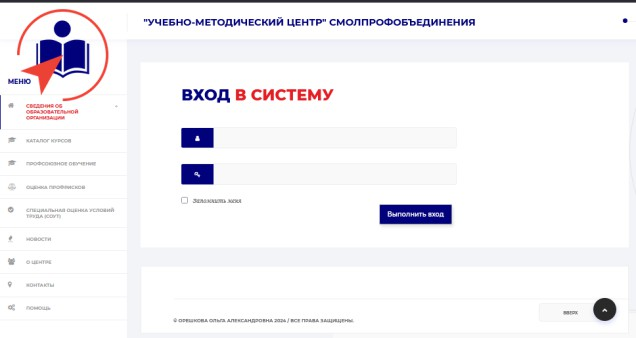 "УЧЕБНО-МЕТОДИЧЕСКИЙ ЦЕНТР" СМОЛПРОФОБЪЕДИНЕНИЯ
МЕНЮ
СВЕДЕНИЯ ОБ
ОБРАЗОВАТЕЛЬНОЙ
ОРГАНИЗАЦИИ
КАТАЛОГ КУРСОВ
ПРОФСОЮЗНОЕ ОБУЧЕНИЕ
ОЦЕНКА ПРОФРИСКОВ
СПЕЦИАЛЬНАЯ ОЦЕНКА УСЛОВИЙ
ТРУДА (СОУТ)
НОВОСТИ
О ЦЕНТРЕ
КОНТАКТЫ
ПОМОЩЬ
ВХОД В СИСТЕМУ
Запомнить меня
Выполнить вход
© ОРЕШКОВА ОЛЬГА АЛЕКСАНДРОВНА 2024 / ВСЕ ПРАВА ЗАЩИЩЕНЫ.
ВВЕРХ